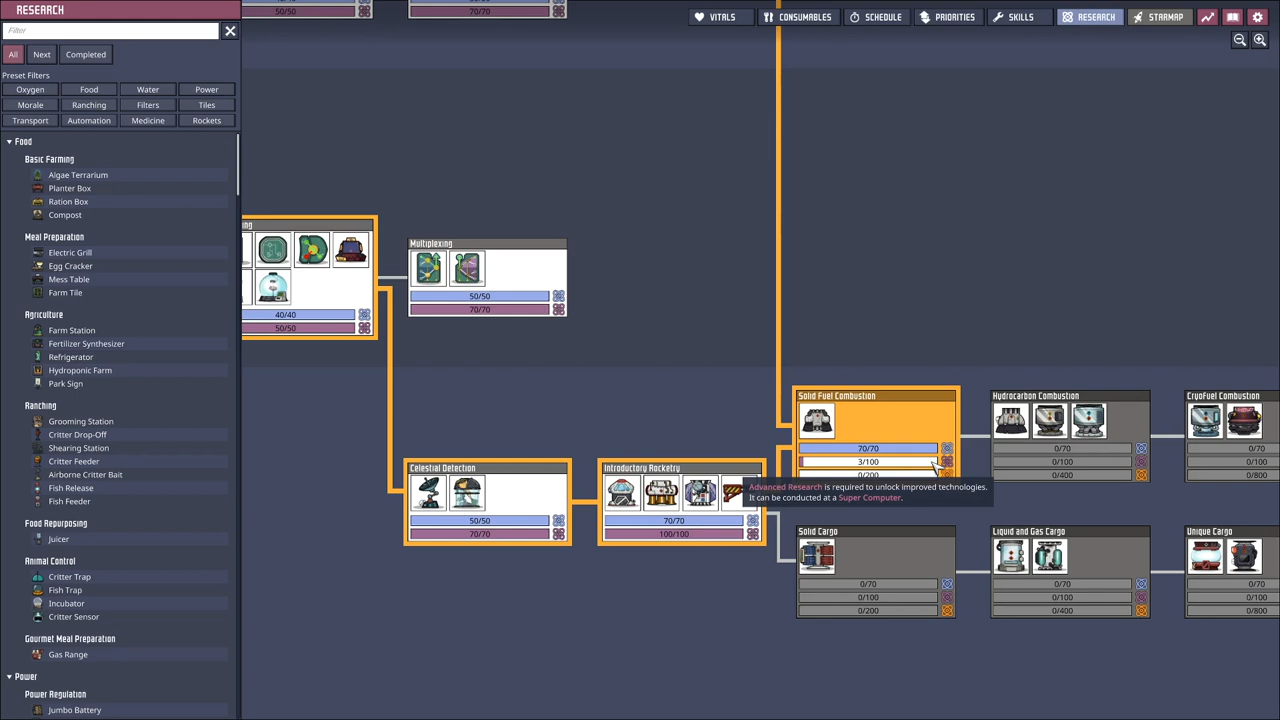 RESEARCH
VITALS
CONSUMABLES
SCHEDULE
PRIORITIES
SKILLS
RESEARCH
STARMAP
Filter
All
Next
Completed
Preset Filters
Oxygen
Food
Water
Power
Morale
Ranching
Filters
Tiles
Transport
Automation
Medicine
Rockets
Food
Basic Farming
Algae Terrarium
Planter Box
Ration Box
Compost
Meal Preparation
Electric Grill
Egg Cracker
Mess Table
Farm Tile
Agriculture
Farm Station
Fertilizer Synthesizer
Refrigerator
Hydroponic Farm
Park Sign
Ranching
Grooming Station
Critter Drop-Off
Shearing Station
Critter Feeder
Airborne Critter Bait
Fish Release
Fish Feeder
Food Repurposing
Juicer
Animal Control
Critter Trap
Fish Trap
Incubator
Critter Sensor
Gourmet Meal Preparation
Gas Range
Power
Power Regulation
Jumbo Battery
50/50
70/70
ing
40/40
50/50
Multiplexing
50/50
70/70
Celestial Detection
50/50
70/70
Introductory Rocketry
70/70
100/100
Solid Fuel Combustion
70/70
3/100
0/200
Advanced Research is required to unlock improved technologies.
It can be conducted at a Super Computer.
Hydrocarbon Combustion
0/70
0/100
CryoFuel Combustion
0/70
0/100
0/800
Solid Cargo
0/70
0/100
0/200
Liquid and Gas Cargo
0/70
0/100
0/400
Unique Cargo
0/70
0/100
0/800